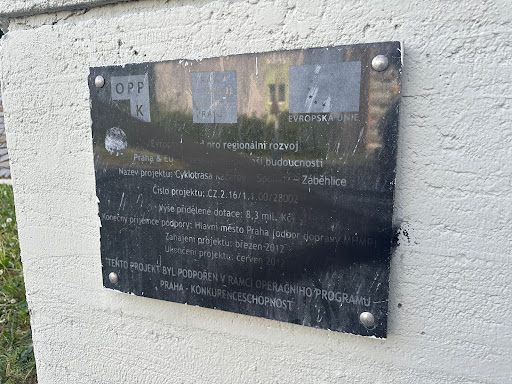 OPP
K
EVROPSKÁ UNIE
pro regionální rozvoj
Praha & budoucnosti
Název projektu: Cyklotrasa – Záběhlice
Číslo projektu: CZ.2.16/1.1.00/28002
Výše přidělené dotace: 8,3 mil. Kč
Konečný příjemce podpory: Hlavní město Praha (odbor dopravy MHMP)
Zahájení projektu: březen 2012
Ukončení projektu: červen
"TENTO PROJEKT BYL PODPOŘEN V RÁMCI OPERAČNÍHO PROGRAMU
PRAHA - KONKURENCESCHOPNOST